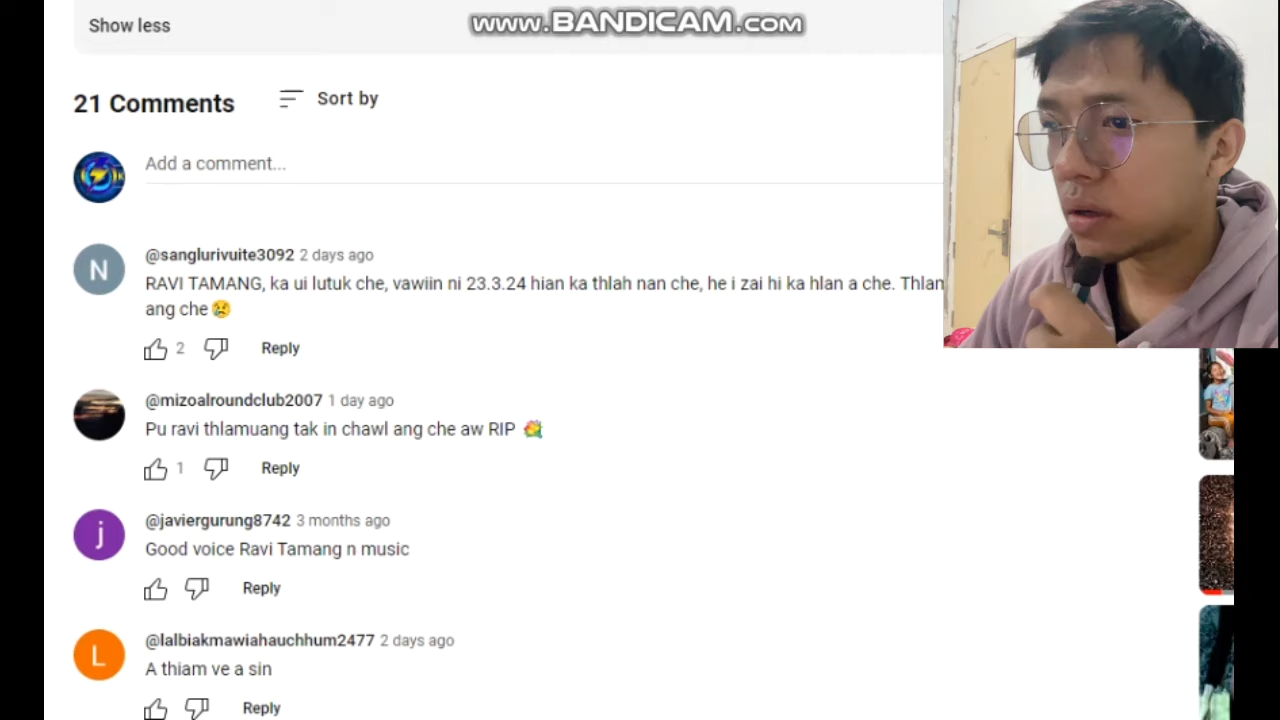 Show less
www.BANDICAM.com
21 Comments
Sort by
Add a comment...
N
@sanglurivuite3092 2 days ago
RAVI TAMANG, ka ui lutuk che, vawiin ni 23.3.24 hian ka thlah nan che, he i zai hi ka hlan a che.
ang che😢
2
Reply
@mizoalroundclub2007 1 day ago
Pu ravi thlamuang tak in chawl ang che aw RIP 💐
1
Reply
j
@javiergurung8742 3 months ago
Good voice Ravi Tamang n music
Reply
L
@lalbiakmawiahauchhum2477 2 days ago
A thiam ve a sin
Reply